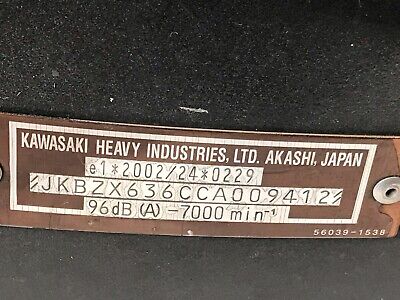 KAWASAKI HEAVY INDUSTRIES, LTD. AKASHI, JAPAN
e1*2002/24*0229
JKBZX636CCA009412
96dB (A) -7000 min⁻¹
56039-1538